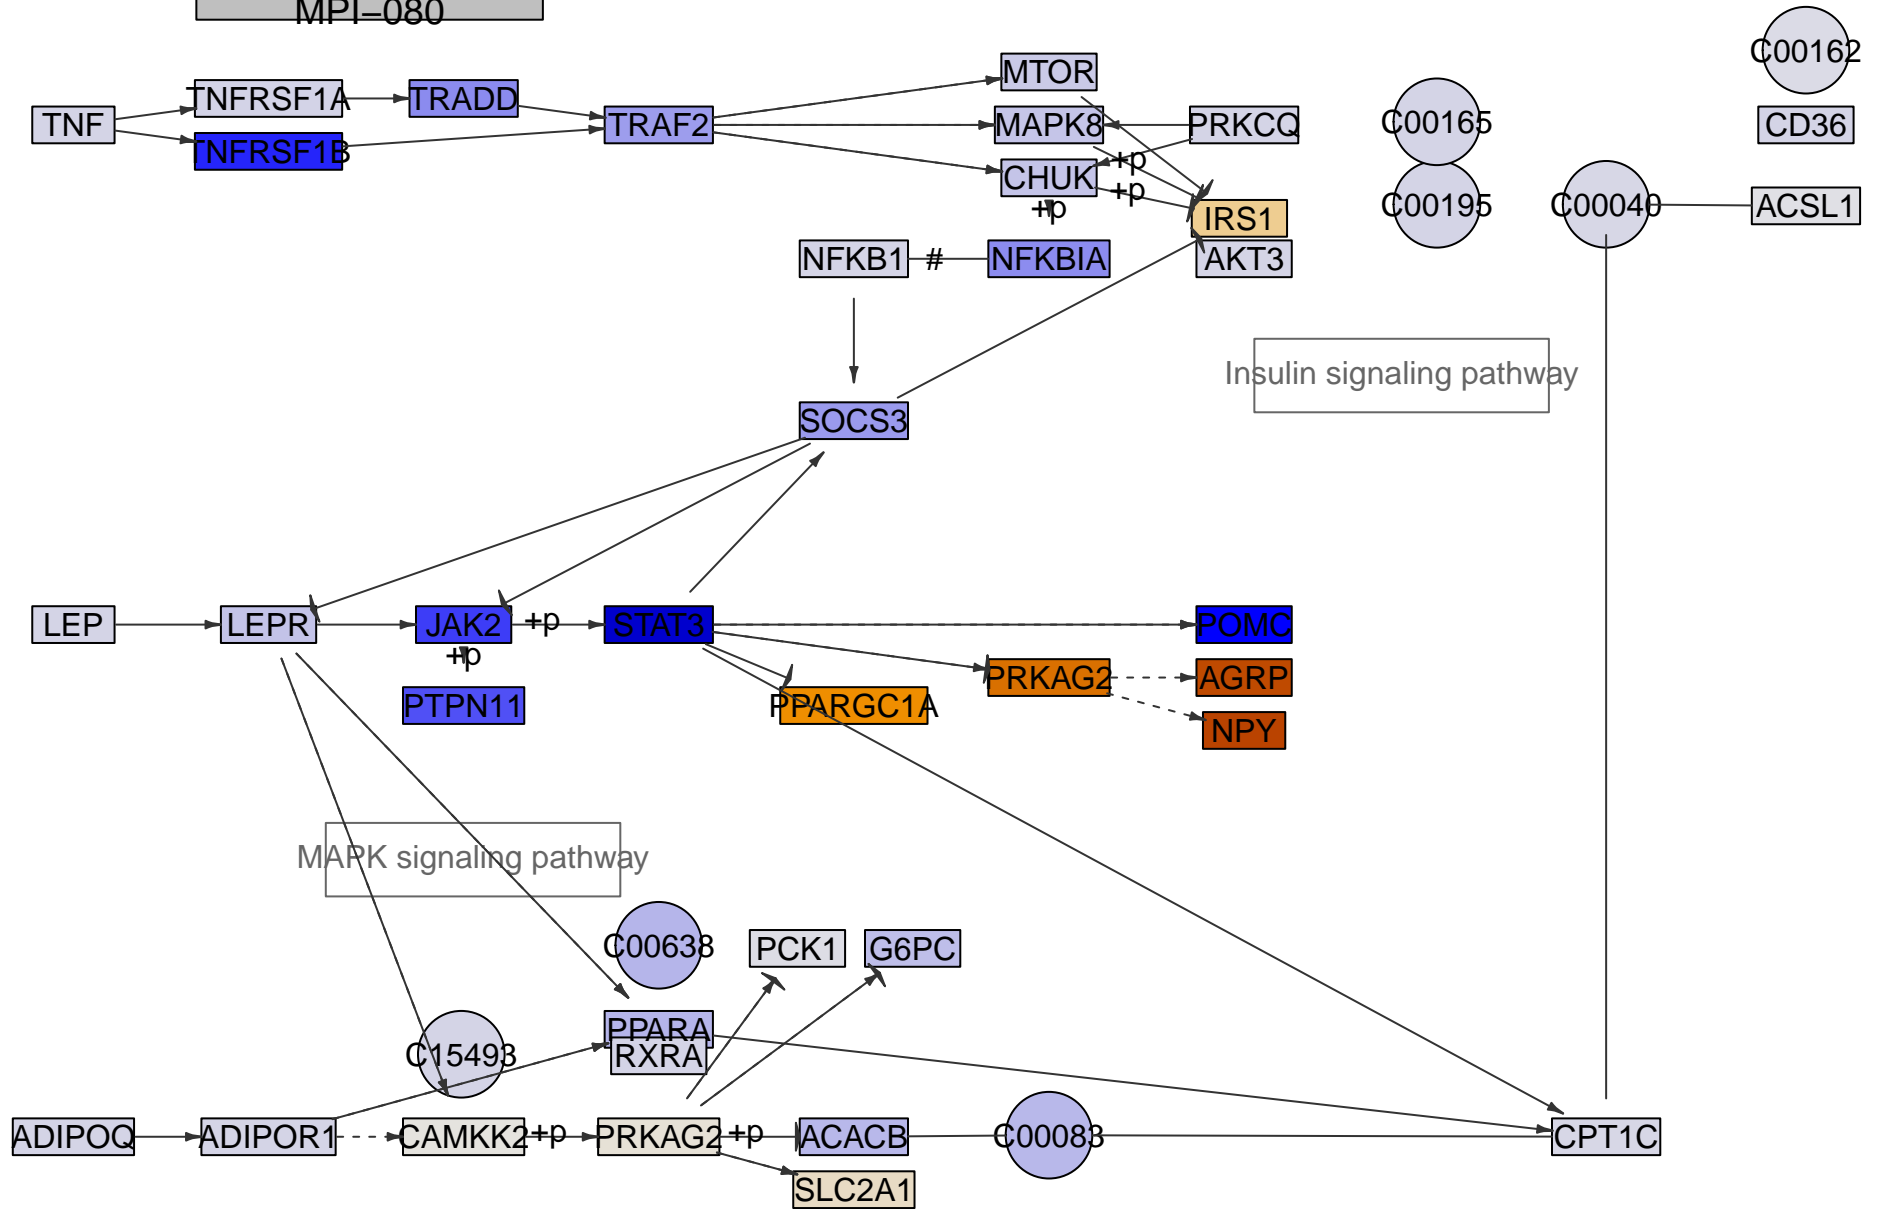 MPI−080
C00162
MTOR
TNFRSF1A
TRADD
TNF
TRAF2
MAPK8
PRKCQ
C00165
CD36
TNFRSF1B
+p
CHUK
+p
+p
IRS1
C00195
C00040
ACSL1
NFKB1
#
NFKBIA
AKT3
Insulin signaling pathway
SOCS3
LEP
LEPR
JAK2
+p
STAT3
POMC
+p
PRKAG2
AGRP
PTPN11
PPARGC1A
NPY
MAPK signaling pathway
C00638
PCK1
G6PC
PPARA
C15493
RXRA
ADIPOQ
ADIPOR1
CAMKK2
+p
PRKAG2
+p
ACACB
C00083
CPT1C
SLC2A1